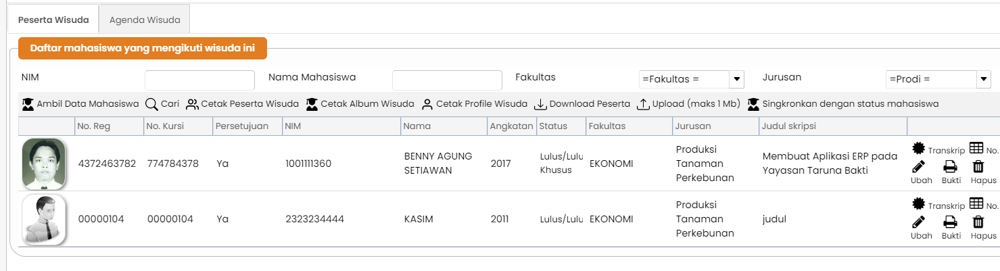 Peserta Wisuda Agenda Wisuda
Daftar mahasiswa yang mengikuti wisuda ini
NIM Nama Mahasiswa Fakultas =Fakultas = Jurusan =Prodi =
Ambil Data Mahasiswa Cari Cetak Peserta Wisuda Cetak Album Wisuda Cetak Profile Wisuda Download Peserta Upload (maks 1 Mb) Singkronkan dengan status mahasiswa
No. Reg No. Kursi Persetujuan NIM Nama Angkatan Status Fakultas Jurusan Judul skripsi
4372463782 774784378 Ya 1001111360
BENNY AGUNG
SETIAWAN
2017
Lulus/Lulu
Khusus
EKONOMI
Produksi
Tanaman
Perkebunan
Membuat Aplikasi ERP pada
Yayasan Taruna Bakti
Transkrip No.
Ubah Bukti Hapus
00000104 00000104 Ya 2323234444 KASIM 2011 Lulus/Lulu EKONOMI
Produksi
Tanaman
Perkebunan
judul
Transkrip No.
Ubah Bukti Hapus